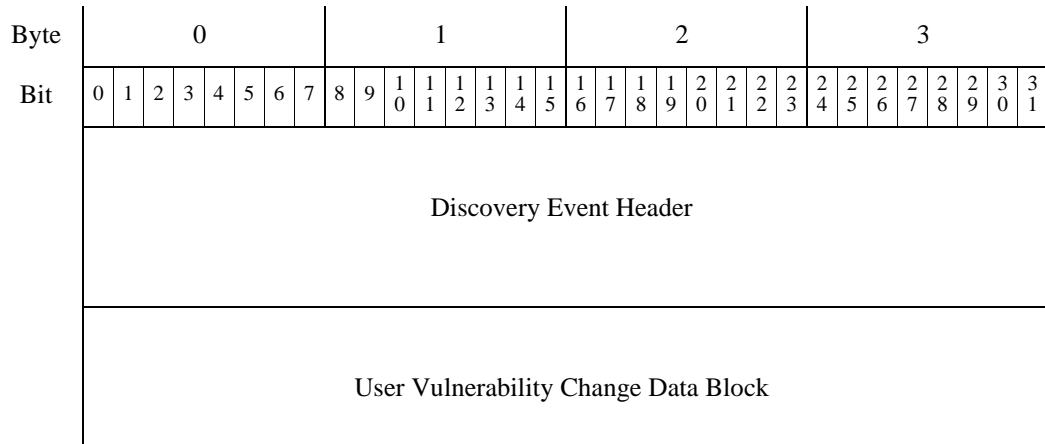 Byte 0 1 2 3
Bit 0 1 2 3 4 5 6 7 8 9 10 11 12 13 14 15 16 17 18 19 20 21 22 23 24 25 26 27 28 29 30 31
Discovery Event Header
User Vulnerability Change Data Block